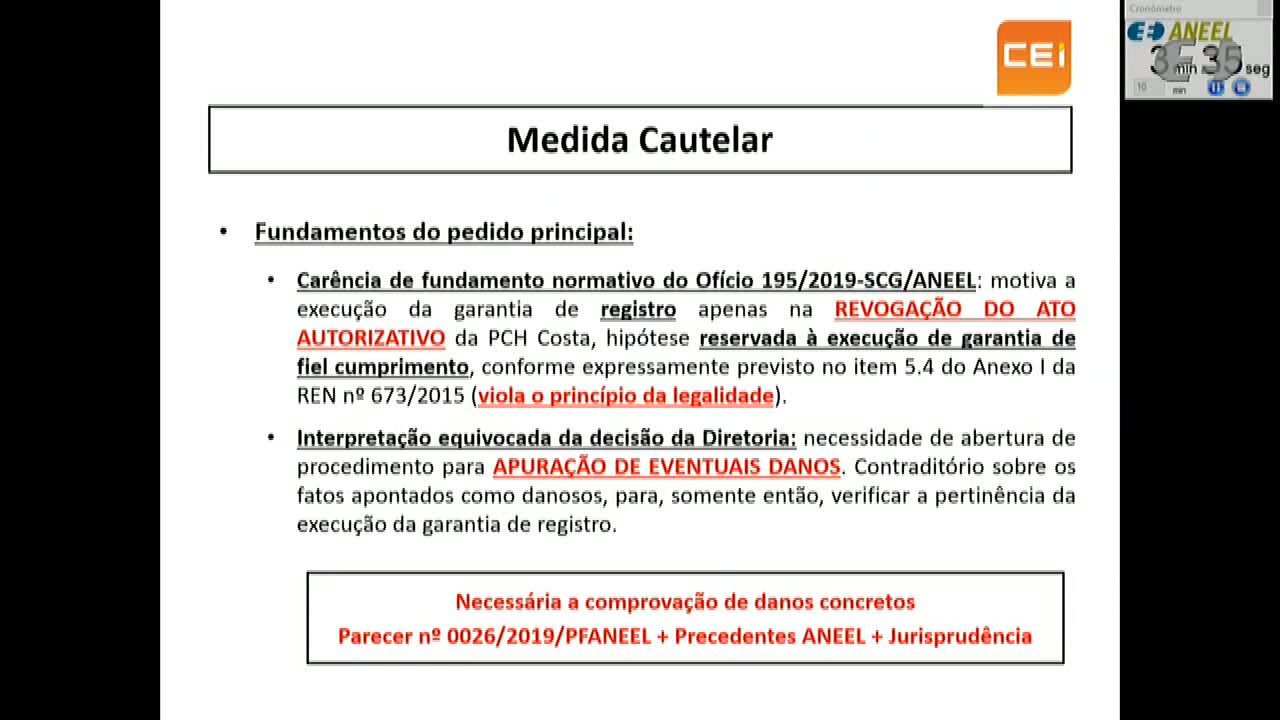 Cronômetro
ANEEL
3 min 35 seg
10
min
CEI
Medida Cautelar
• Fundamentos do pedido principal:
• Carência de fundamento normativo do Ofício 195/2019-SCG/ANEEL: motiva a
execução da garantia de registro apenas na REVOGAÇÃO DO ATO
AUTORIZATIVO da PCH Costa, hipótese reservada à execução de garantia de
fiel cumprimento, conforme expressamente previsto no item 5.4 do Anexo I da
REN nº 673/2015 (viola o princípio da legalidade).
• Interpretação equivocada da decisão da Diretoria: necessidade de abertura de
procedimento para APURAÇÃO DE EVENTUAIS DANOS. Contraditório sobre os
fatos apontados como danosos, para, somente então, verificar a pertinência da
execução da garantia de registro.
Necessária a comprovação de danos concretos
Parecer nº 0026/2019/PFANEEL + Precedentes ANEEL + Jurisprudência